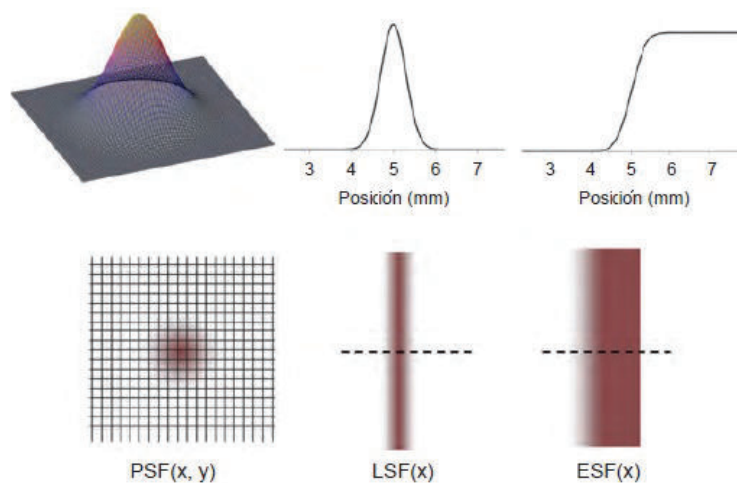 3 4 5 6 7
Posición (mm)
3 4 5 6 7
Posición (mm)
PSF(x, y)
LSF(x)
ESF(x)